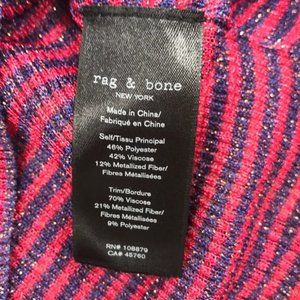 rag & bone
NEW YORK
Made in China/
Fabriqué en Chine
Self/Tissu Principal
46% Polyester
42% Viscose
12% Metallized Fiber/
Fibres Métallisées
Trim/Bordure
70% Viscose
21% Metallized Fiber/
Fibres Métallisées
9% Polyester
RN# 108879
CA# 45760